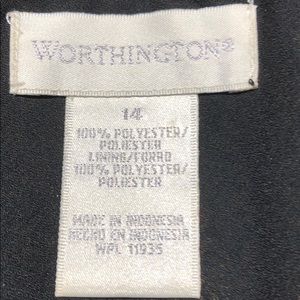 WORTHINGTON®
14
100% POLYESTER/
POLIESTER
LINING/FORRO
100% POLYESTER/
POLIESTER
MADE IN INDONESIA
HECHO EN INDONESIA
WPL 11935